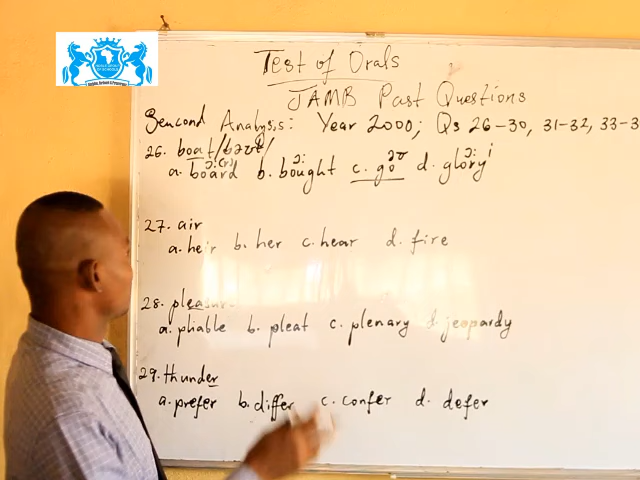 Test of Orals
JAMB Past Questions
Seucond Analysis: Year 2000; Qs 26-30, 31-32, 33-3
26. boat/bəʊt/
ɔ:(r) ɔ: əʊ ɔ: i
a. board b. bought c. go d. glory
27. air
a. heir b. her c. hear d. fire
28. pleasure
a. pliable b. pleat c. plenary d. jeopardy
29. thunder
a. prefer b. differ c. confer d. defer